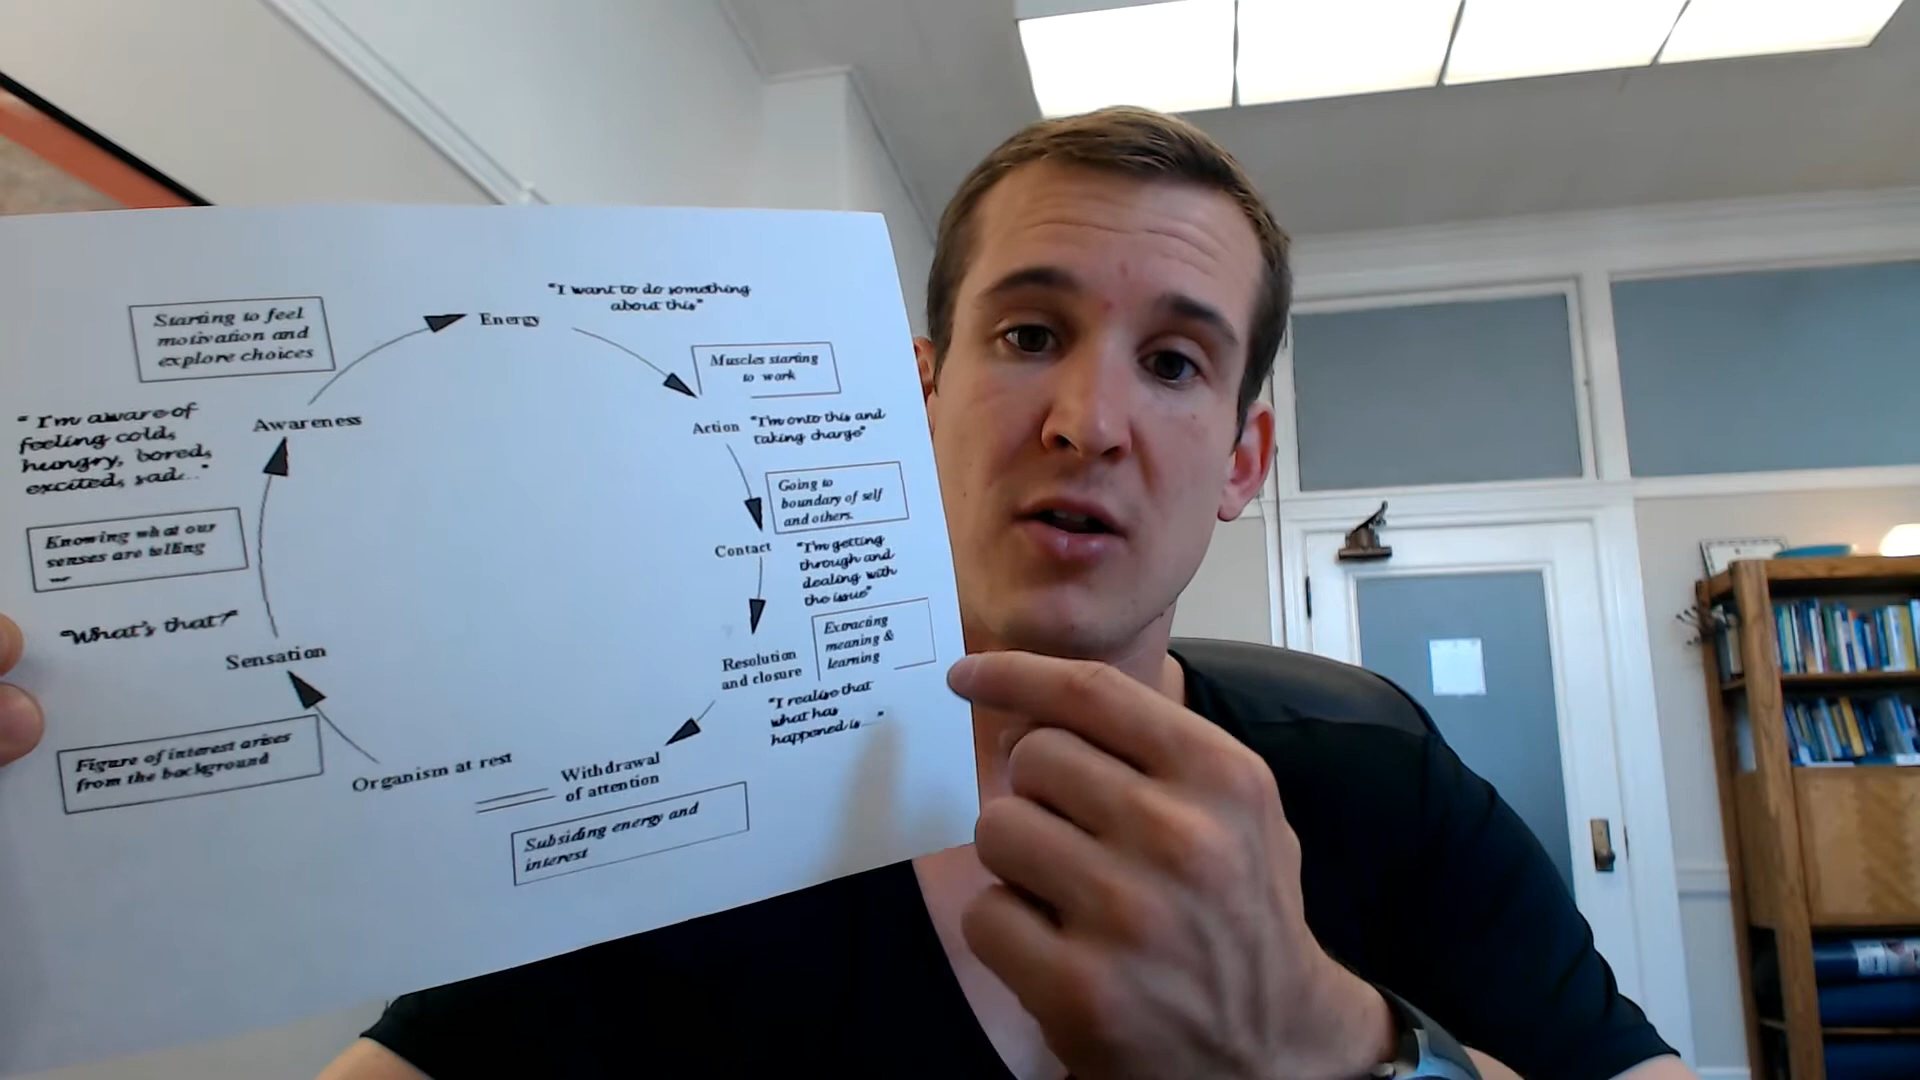 "I want to do something
about this"
Energy
Starting to feel
motivation and
explore choices
Muscles starting
to work
Awareness
"I'm aware of
feeling cold,
hungry, bored,
excited, sad..."
Action
"I'm onto this and
taking charge"
Going to
boundary of self
and others.
Knowing what our
senses are telling
Contact
"I'm getting
through and
dealing with
the issue"
"What's that?"
Sensation
Extracting
meaning &
learning
Resolution
and closure
"I realise that
what has
happened is...."
Figure of interest arises
from the background
Organism at rest
Withdrawal
of attention
Subsiding energy and
interest